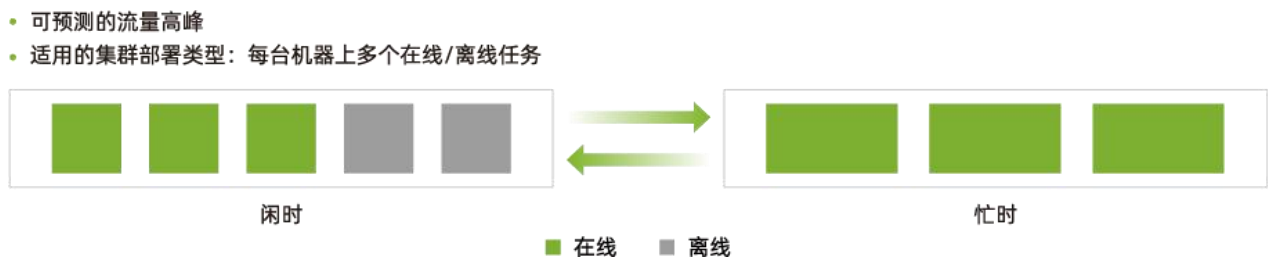 • 可预测的流量高峰
• 适用的集群部署类型：每台机器上多个在线/离线任务
闲时
忙时
在线
离线